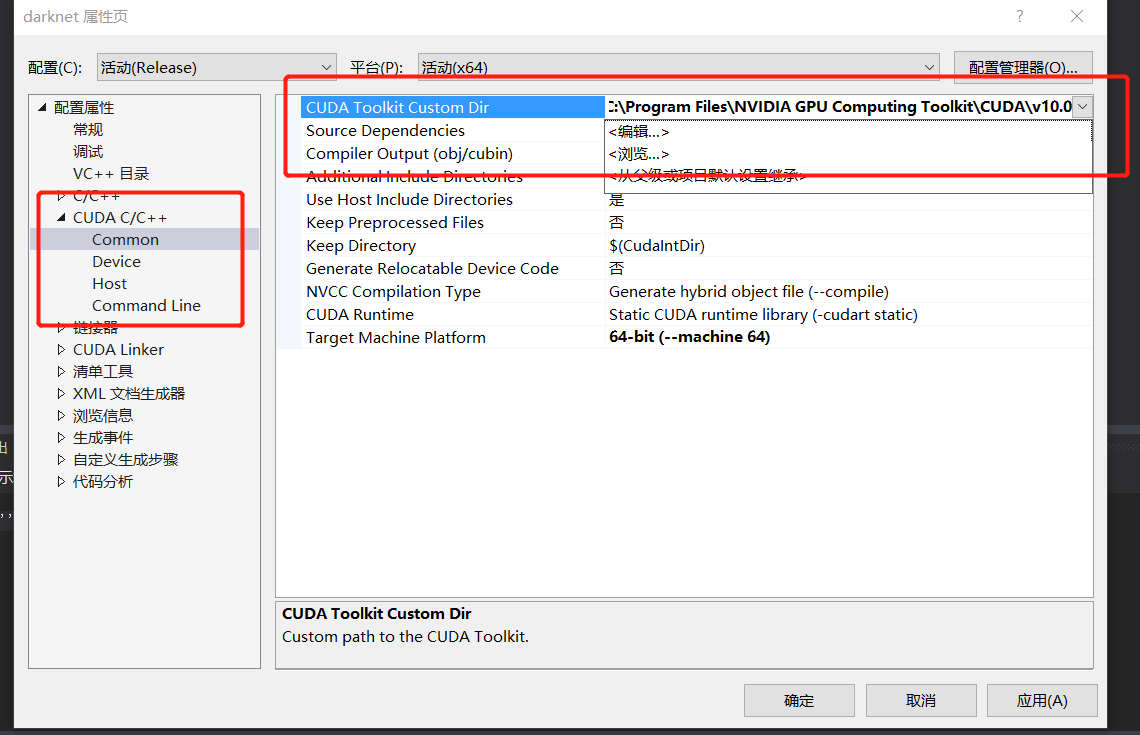 darknet 属性页
配置(C): 活动(Release) 平台(P): 活动(x64) 配置管理器(O)...
配置属性
常规
调试
VC++ 目录
C/C++
CUDA C/C++
Common
Device
Host
Command Line
链接器
CUDA Linker
清单工具
XML 文档生成器
浏览信息
生成事件
自定义生成步骤
代码分析
CUDA Toolkit Custom Dir C:\Program Files\NVIDIA GPU Computing Toolkit\CUDA\v10.0
Source Dependencies <编辑...>
Compiler Output (obj/cubin) <浏览...>
Additional Include Directories <从父级或项目默认设置继承>
Use Host Include Directories 是
Keep Preprocessed Files 否
Keep Directory $(CudaIntDir)
Generate Relocatable Device Code 否
NVCC Compilation Type Generate hybrid object file (--compile)
CUDA Runtime Static CUDA runtime library (-cudart static)
Target Machine Platform 64-bit (--machine 64)
CUDA Toolkit Custom Dir
Custom path to the CUDA Toolkit.
确定 取消 应用(A)